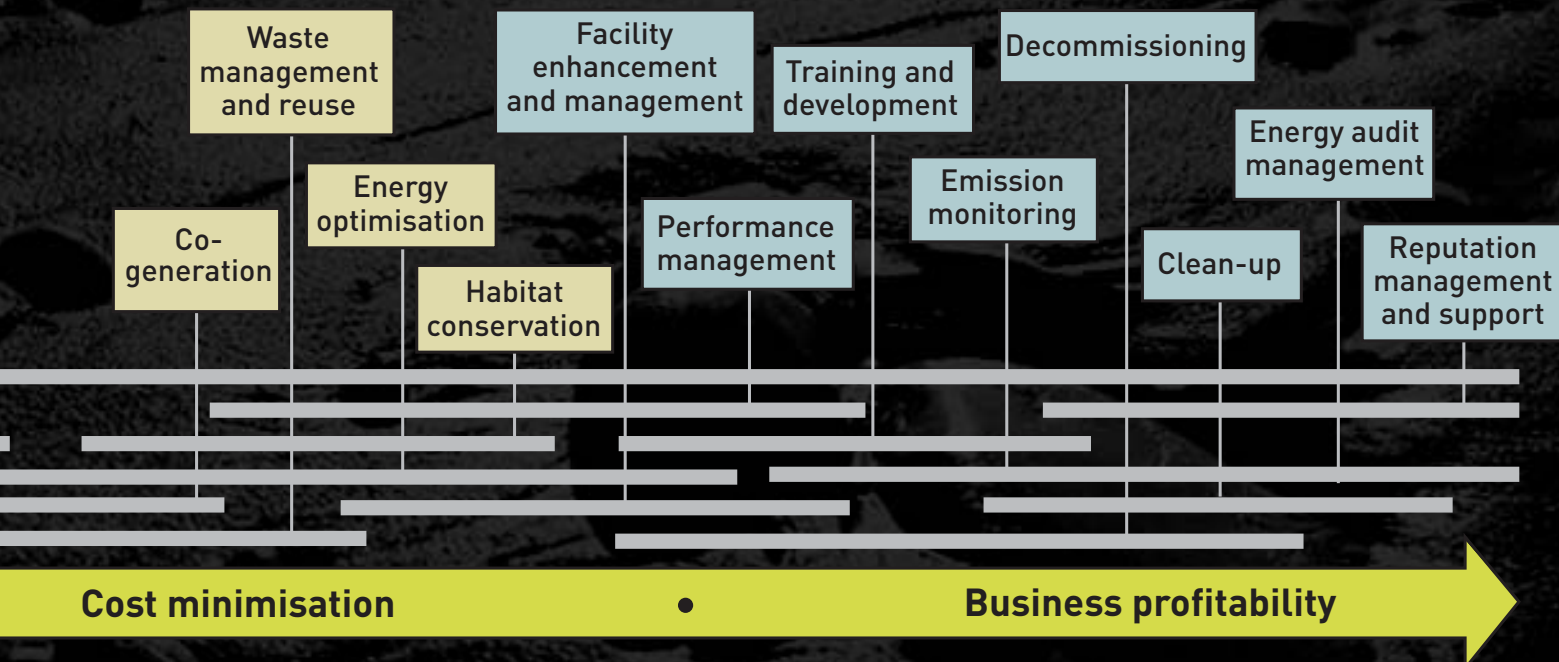 Waste
management
and reuse
Facility
enhancement
and management
Training and
development
Decommissioning
Energy audit
management
Energy
optimisation
Emission
monitoring
Co-
generation
Performance
management
Clean-up
Reputation
management
and support
Habitat
conservation
Cost minimisation
•
Business profitability